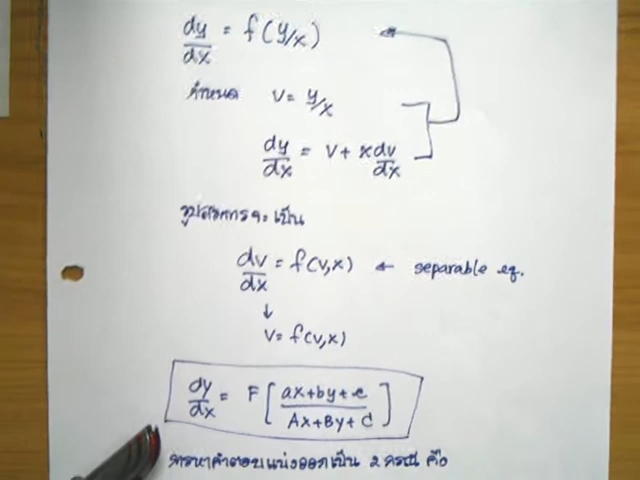 dy/dx = f(y/x)
กำหนด v = y/x
dy/dx = v + x dv/dx
รูปสมการจะเป็น
dv/dx = f(v,x) ← separable eq.
↓
v = f(v,x)
dy/dx = F[ax+by+c / Ax+By+C]
การหาคำตอบแบ่งออกเป็น 2 กรณี คือ